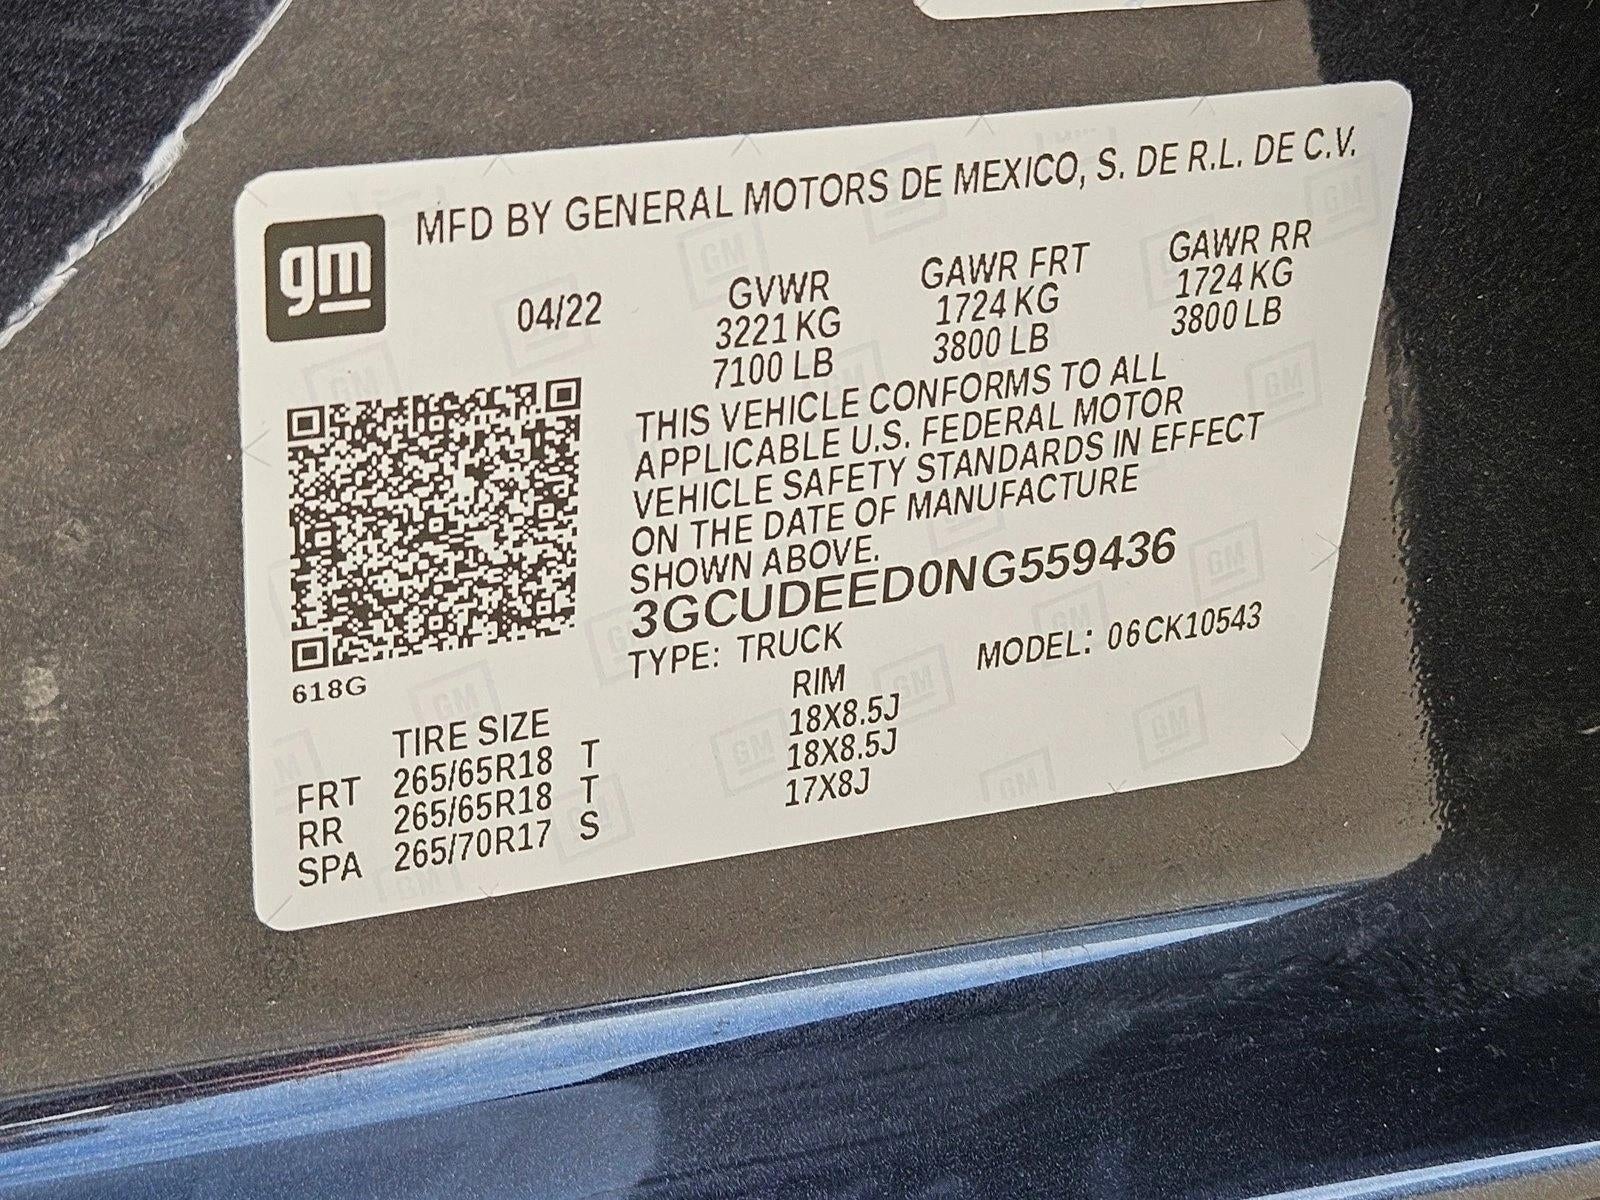 gm
MFD BY GENERAL MOTORS DE MEXICO, S. DE R.L. DE C.V.
04/22
GVWR
3221 KG
7100 LB
GAWR FRT
1724 KG
3800 LB
GAWR RR
1724 KG
3800 LB
THIS VEHICLE CONFORMS TO ALL
APPLICABLE U.S. FEDERAL MOTOR
VEHICLE SAFETY STANDARDS IN EFFECT
ON THE DATE OF MANUFACTURE
SHOWN ABOVE.
3GCUDEED0NG559436
TYPE: TRUCK MODEL: 06CK10543
618G
TIRE SIZE RIM
FRT 265/65R18 T 18X8.5J
RR 265/65R18 T 18X8.5J
SPA 265/70R17 S 17X8J